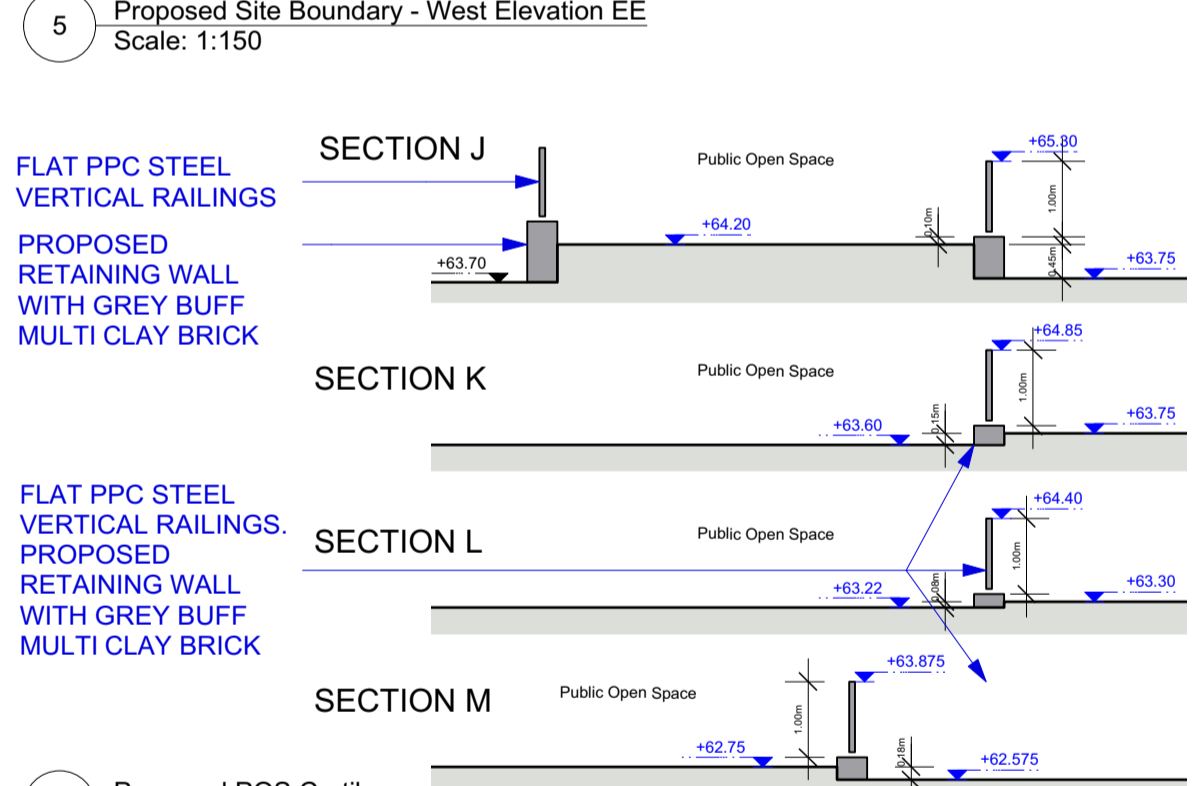 5
Proposed Site Boundary - West Elevation EE
Scale: 1:150
FLAT PPC STEEL
VERTICAL RAILINGS
PROPOSED
RETAINING WALL
WITH GREY BUFF
MULTI CLAY BRICK
SECTION J
Public Open Space
+65.30
1.00m
0.10m
+64.20
0.45m
+63.70
+63.75
SECTION K
Public Open Space
+64.85
1.00m
0.15m
+63.60
+63.75
FLAT PPC STEEL
VERTICAL RAILINGS.
PROPOSED
RETAINING WALL
WITH GREY BUFF
MULTI CLAY BRICK
SECTION L
Public Open Space
+64.40
1.00m
0.08m
+63.22
+63.30
SECTION M
Public Open Space
+63.875
1.00m
+62.75
0.18m
+62.575